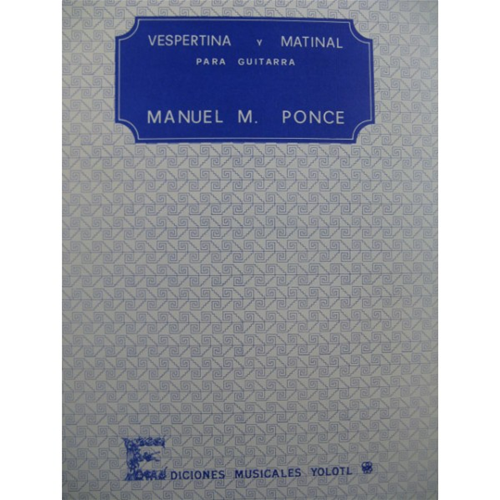 VESPERTINA Y MATINAL
PARA GUITARRA
MANUEL M. PONCE
EDICIONES MUSICALES YOLOTL